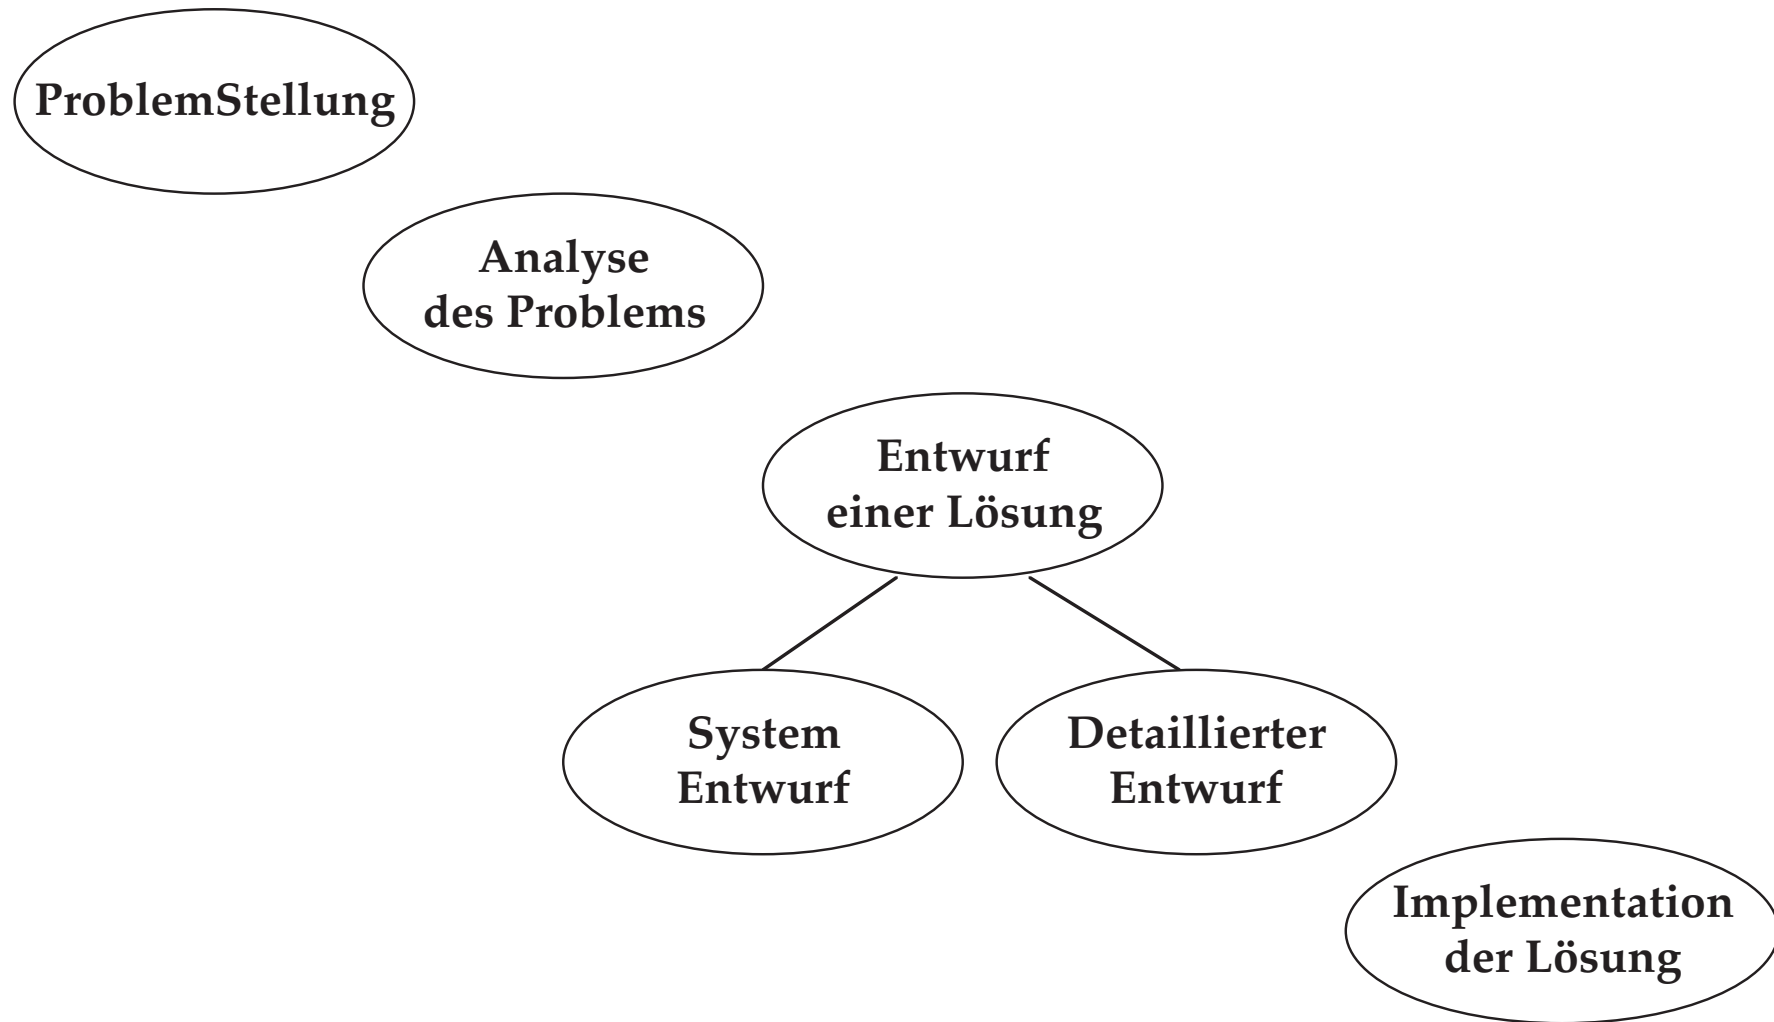 ProblemStellung
Analyse
des Problems
Entwurf
einer Lösung
System
Entwurf
Detaillierter
Entwurf
Implementation
der Lösung